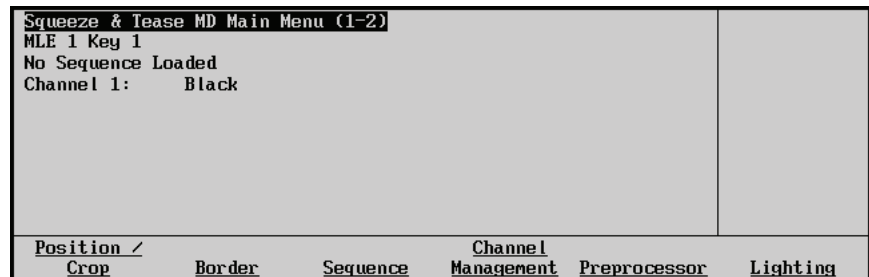 Squeeze & Tease MD Main Menu (1-2)
MLE 1 Key 1
No Sequence Loaded
Channel 1: Black
Position / Crop
Border
Sequence
Channel Management
Preprocessor
Lighting